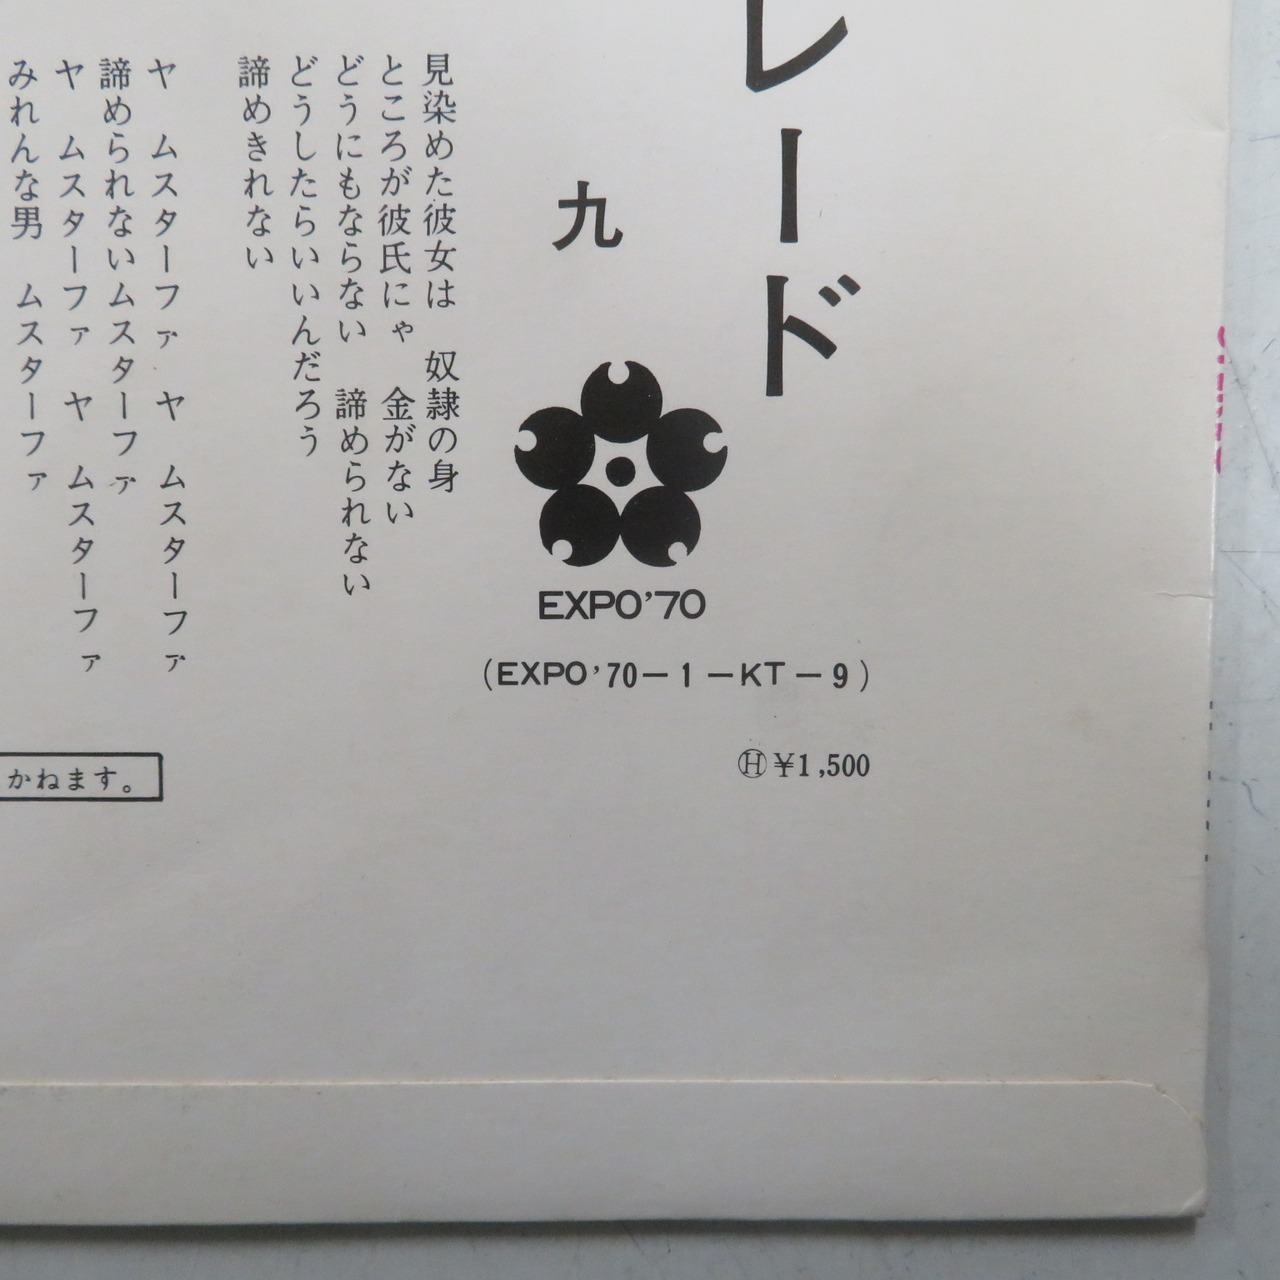 レード
九
見染めた彼女は　奴隷の身
ところが彼氏にゃ　金がない
どうにもならない　諦められない
どうしたらいいんだろう
諦めきれない
ヤ　ムスターファ　ヤ　ムスターファ
諦められないムスターファ
ヤ　ムスターファ　ヤ　ムスターファ
みれんな男　ムスターファ
EXPO'70
(EXPO'70－1－KT－9)
Ⓗ¥1,500
かねます。